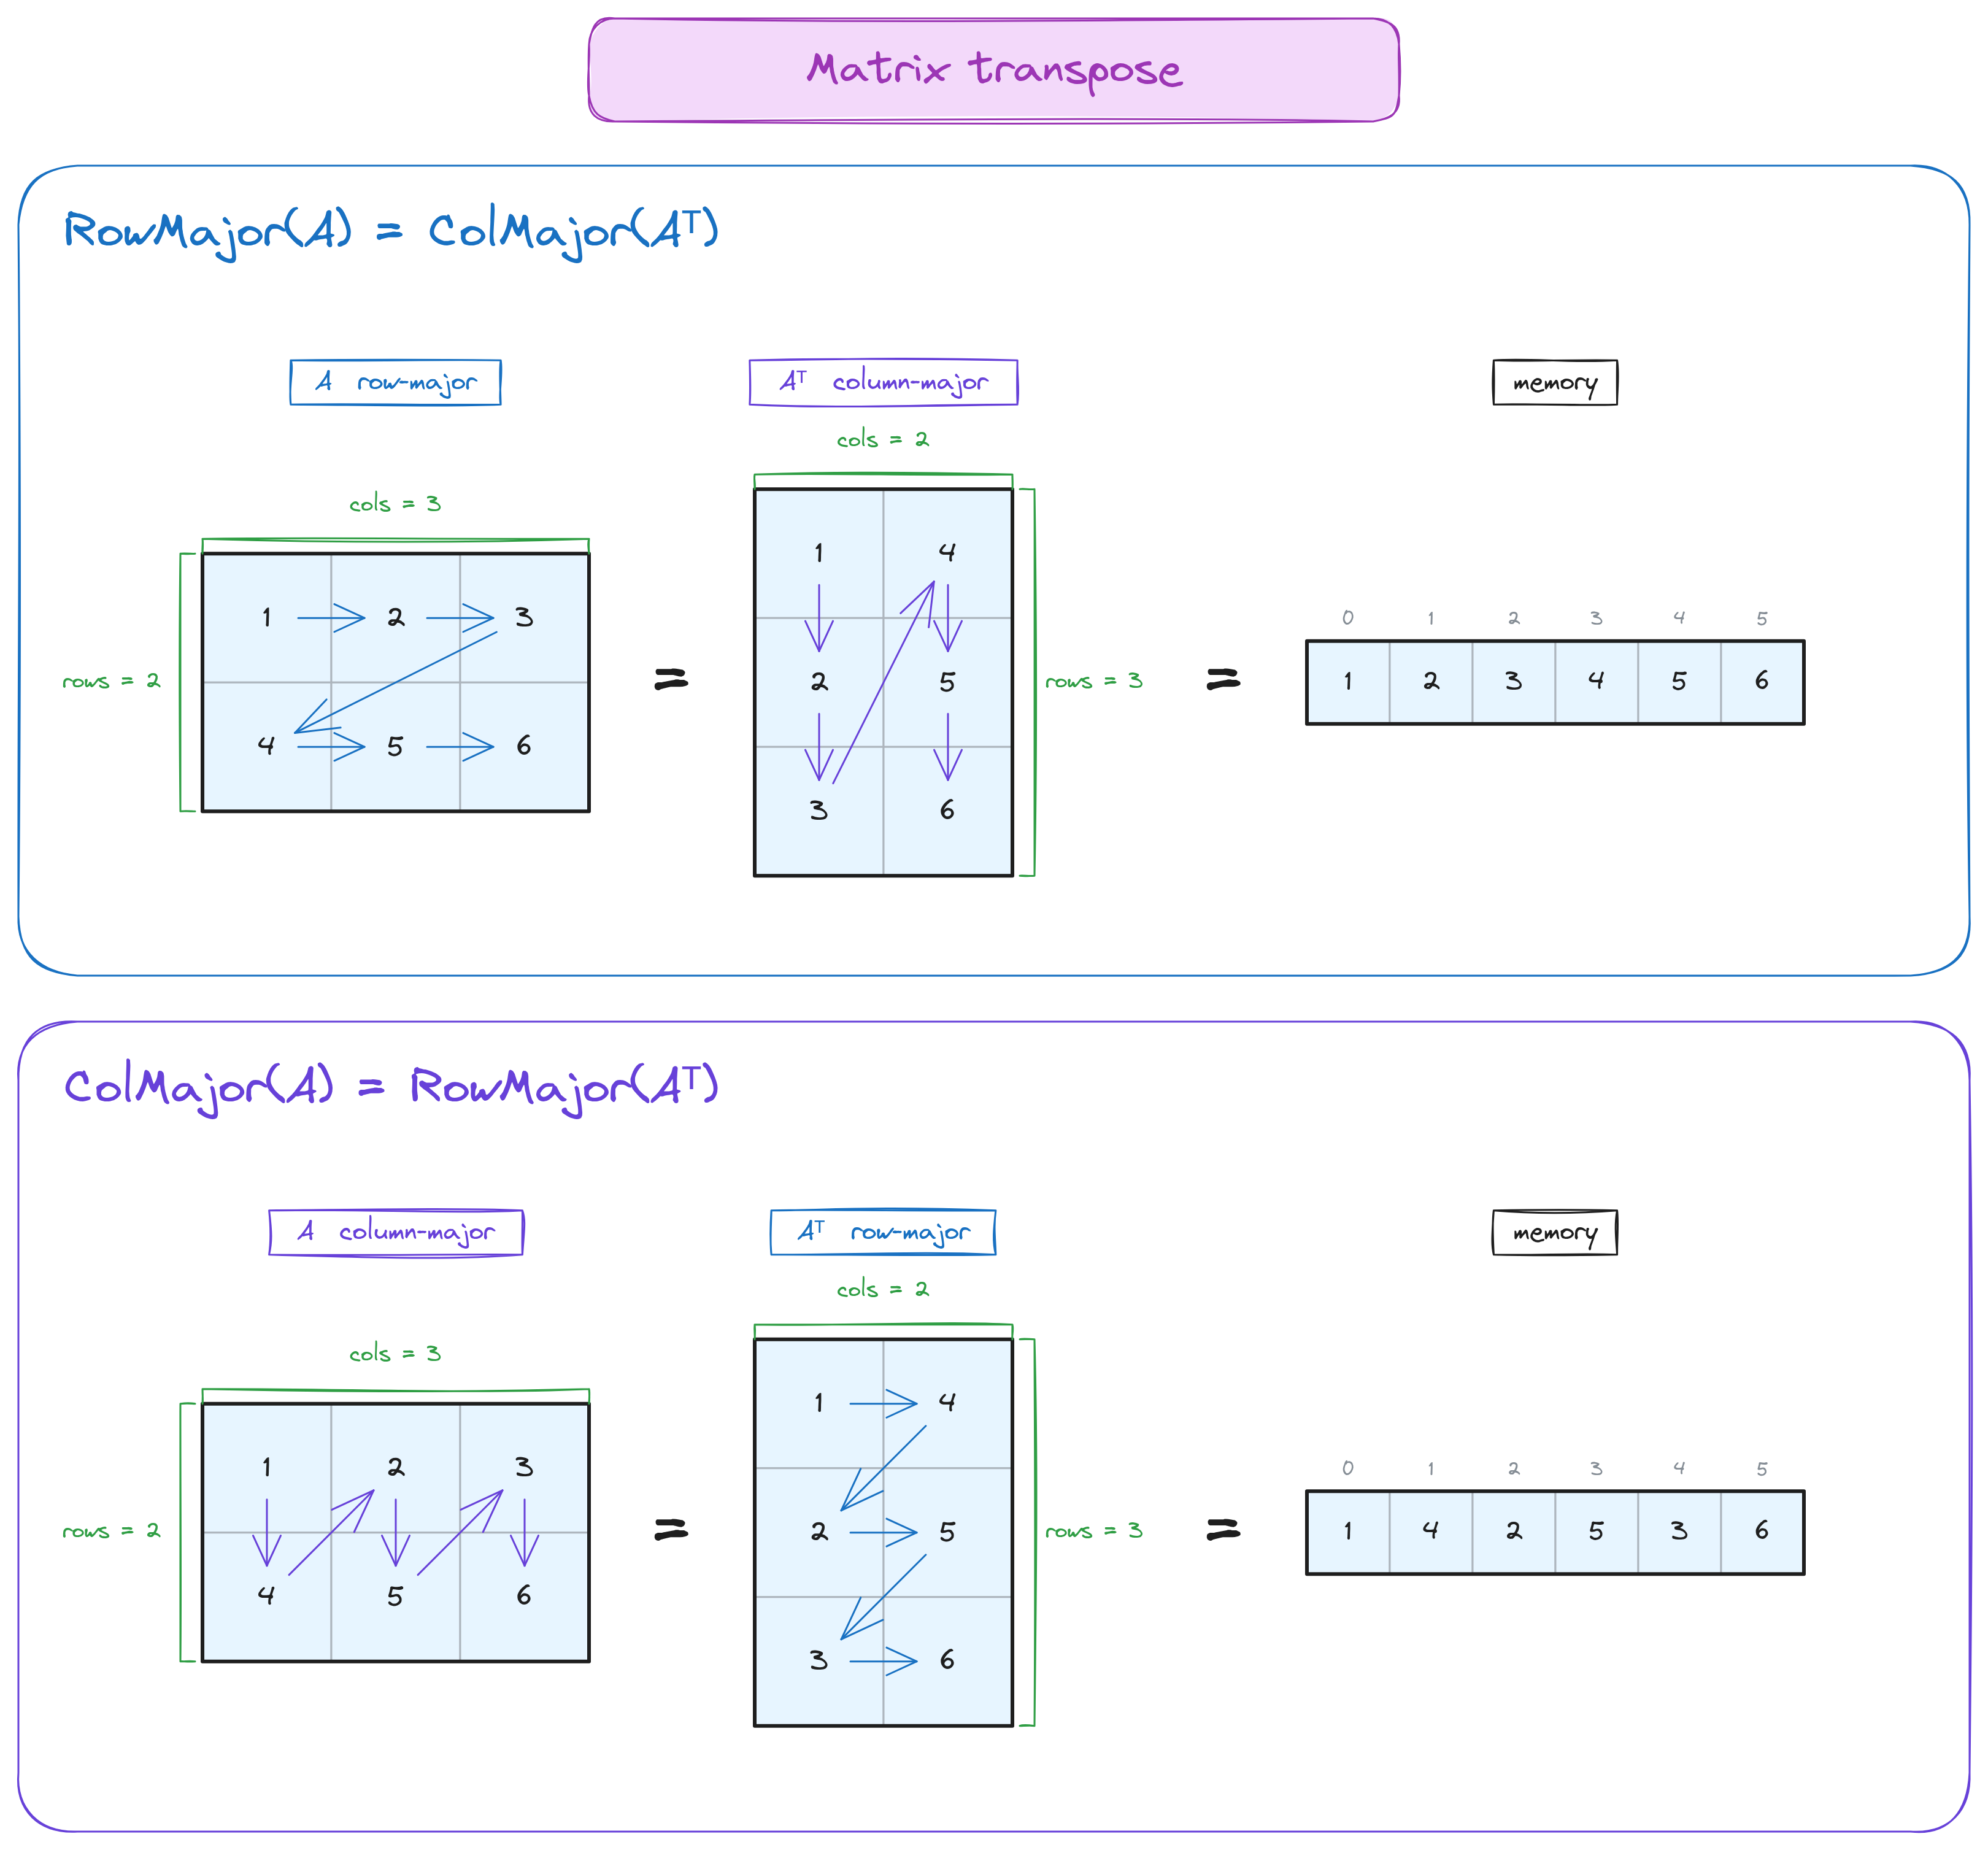 Matrix transpose
RowMajor(A) = ColMajor(Aᵀ)
A row-major
Aᵀ column-major
memory
cols = 2
cols = 3
rows = 2
1 2 3
4 5 6
=
1 4
2 5
3 6
rows = 3
=
0 1 2 3 4 5
1 2 3 4 5 6
ColMajor(A) = RowMajor(Aᵀ)
A column-major
Aᵀ row-major
memory
cols = 2
cols = 3
rows = 2
1 2 3
4 5 6
=
1 4
2 5
3 6
rows = 3
=
0 1 2 3 4 5
1 4 2 5 3 6